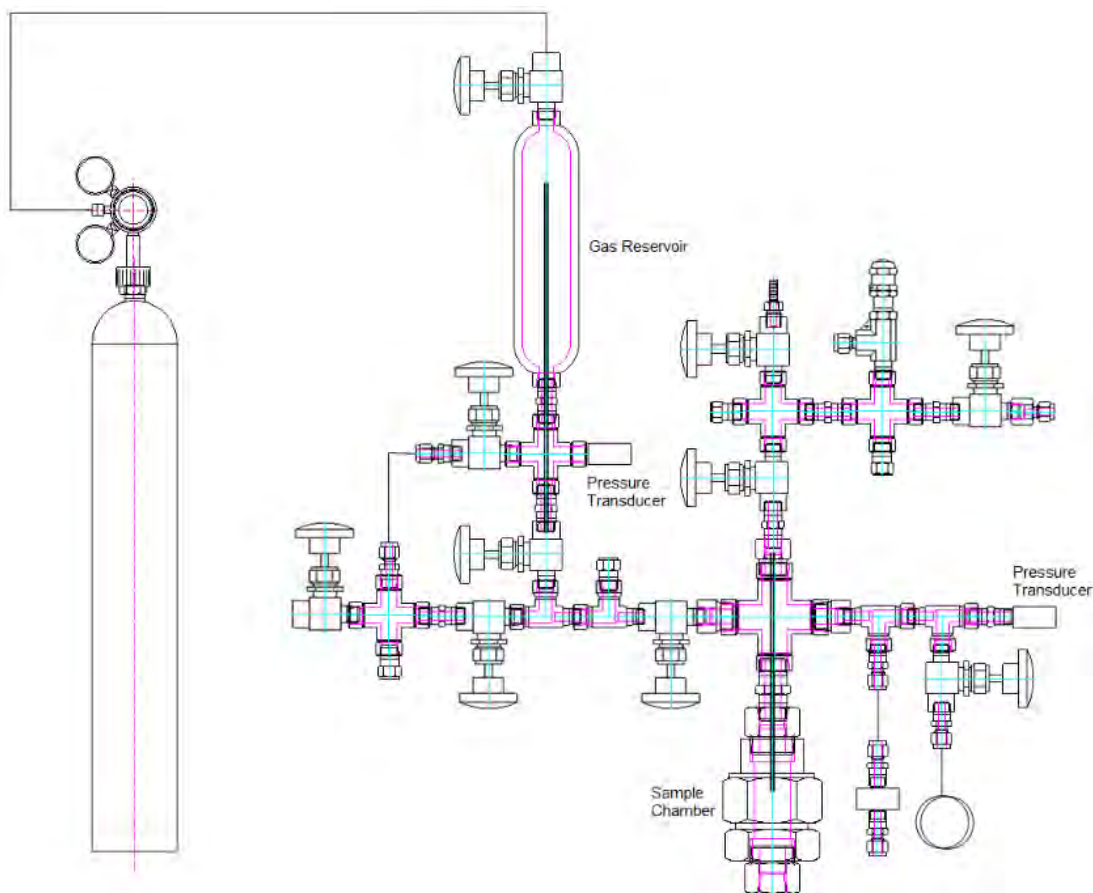 Gas Reservoir
Pressure
Transducer
Pressure
Transducer
Sample
Chamber